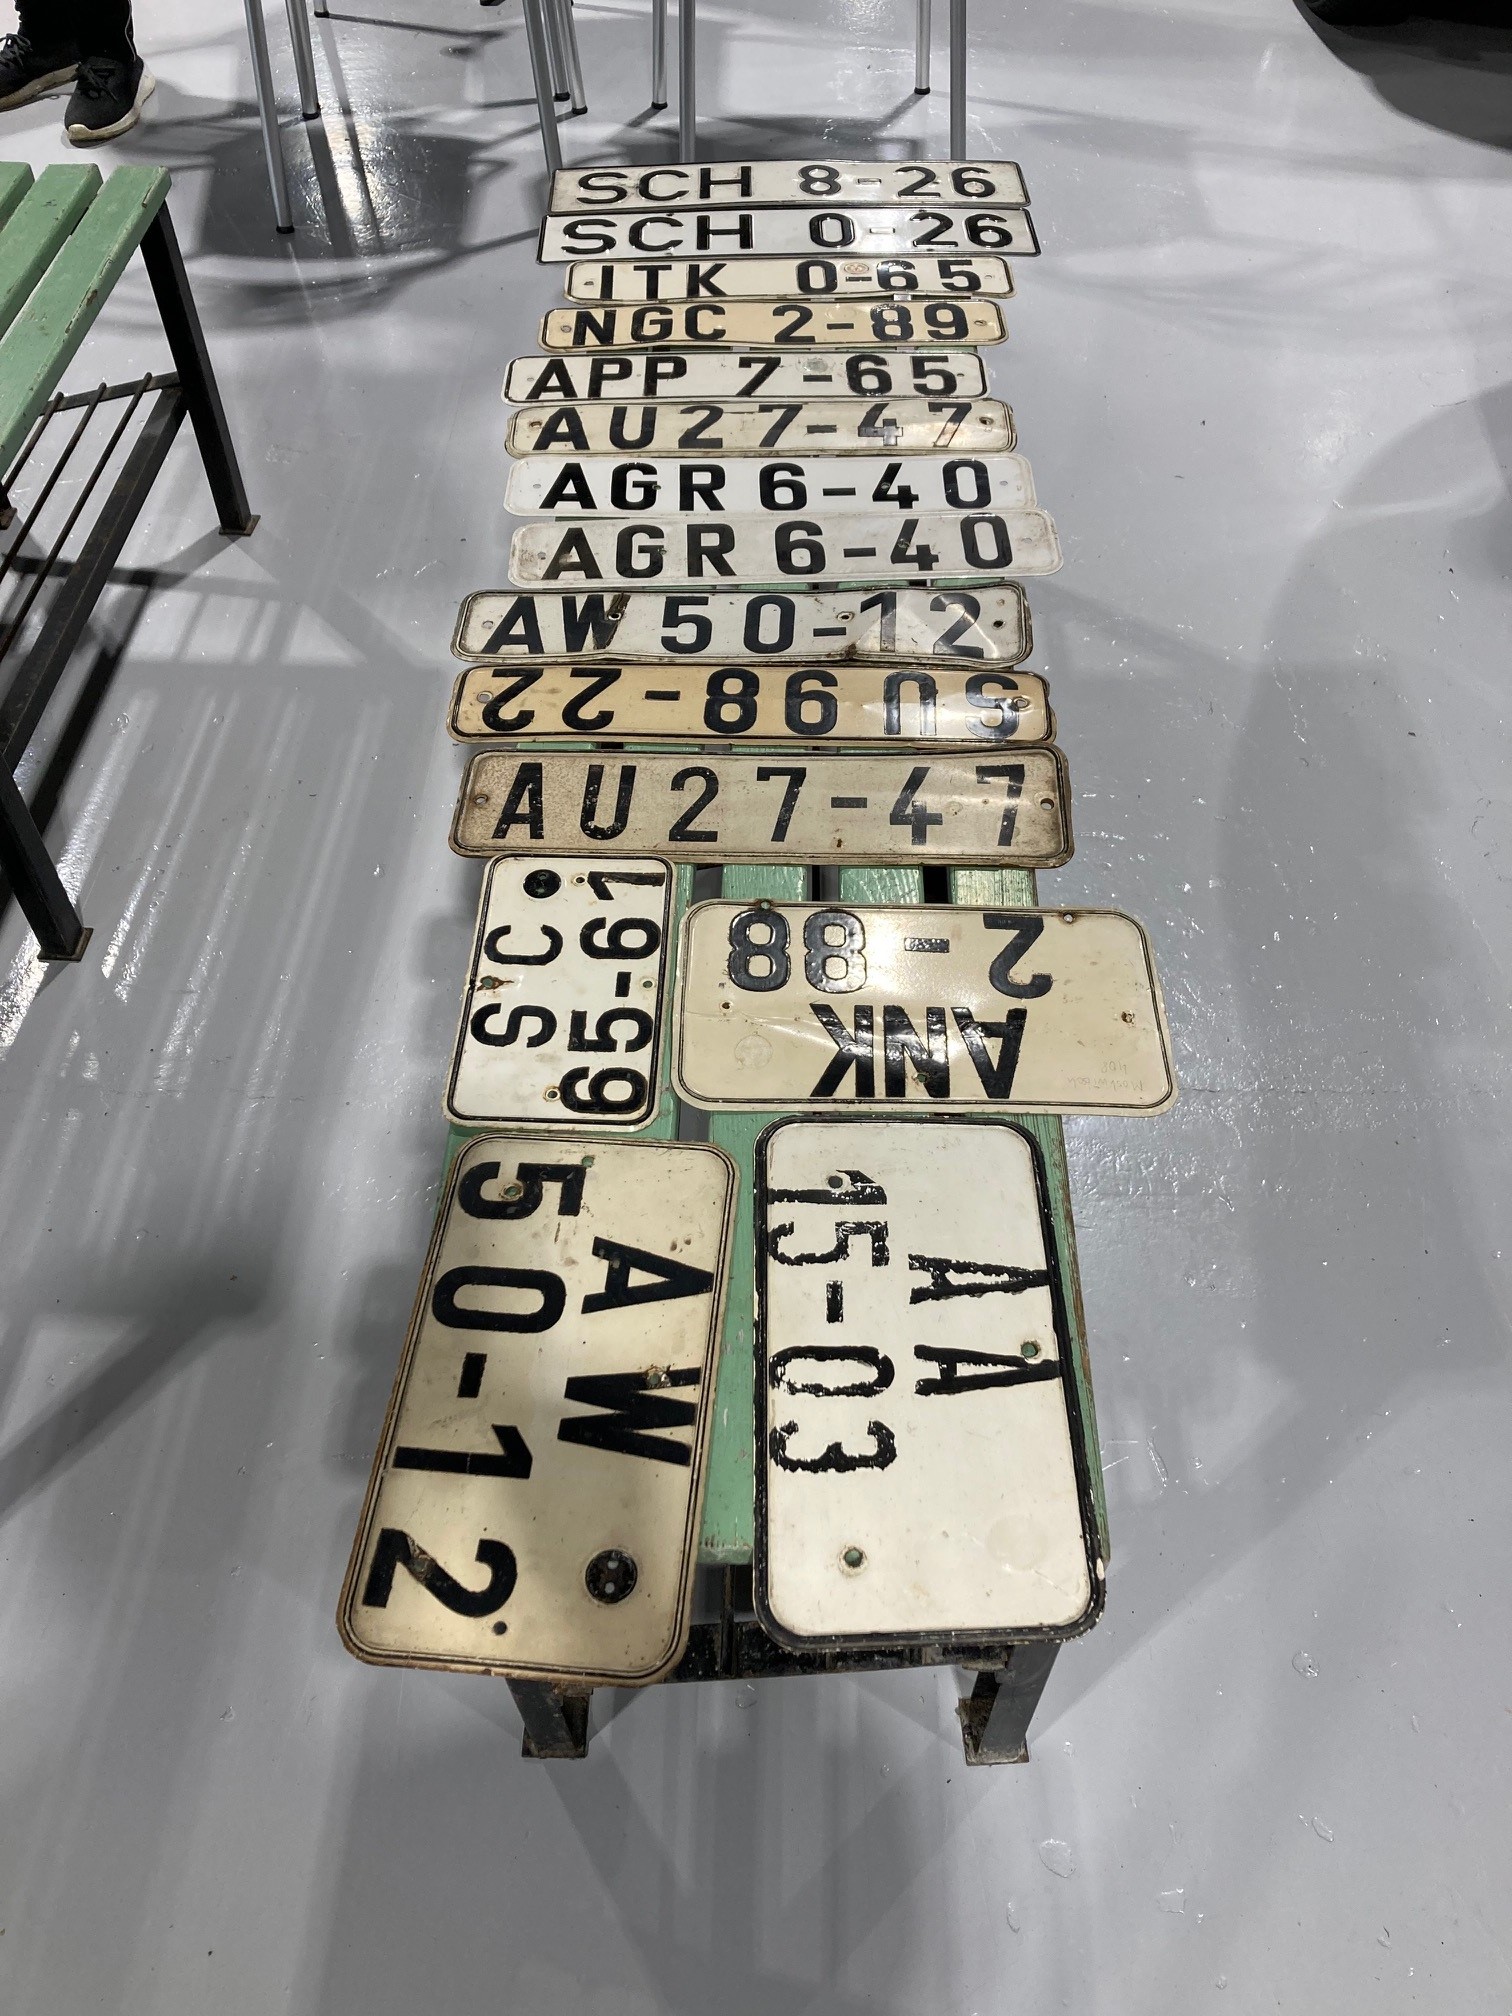 SCH 8-26
SCH 0-26
ITK 0-65
NGC 2-89
APP 7-65
AU 27-47
AGR 6-40
AGR 6-40
AW 50-12
SU 98-22
AU 27-47
SC
659-61
ANK
2-88
AW
50-12
AA
15-03